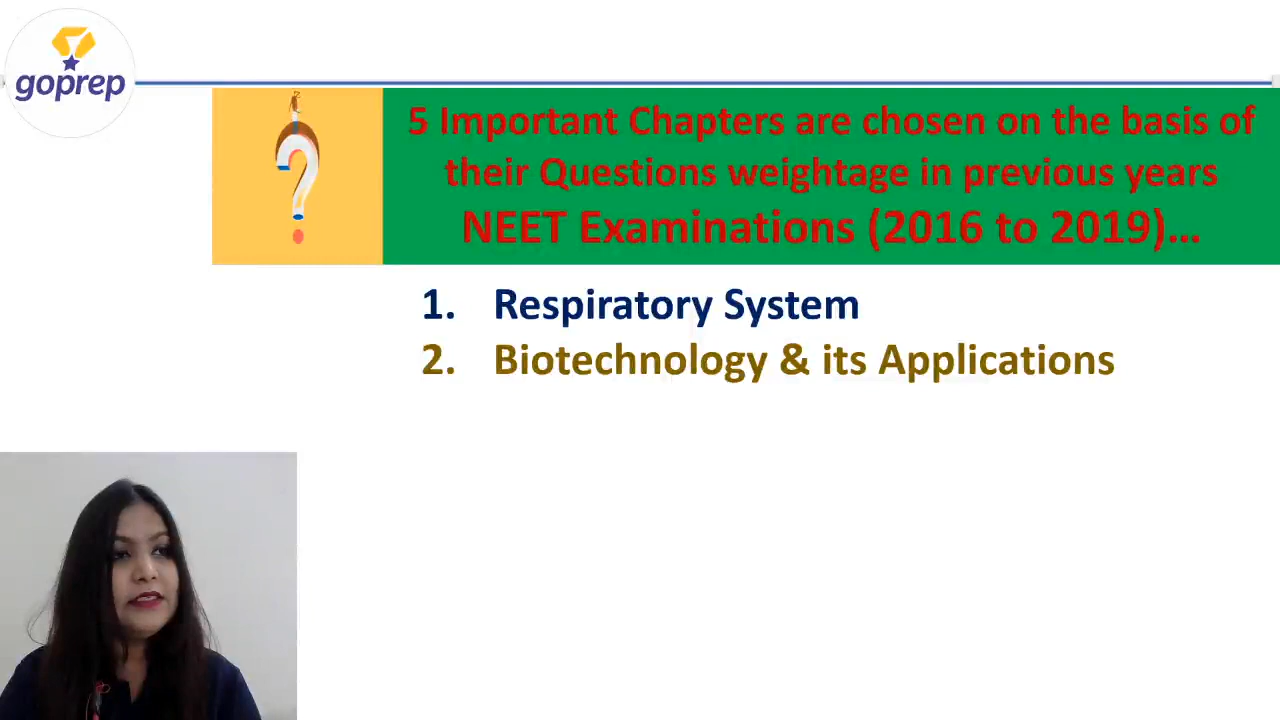 goprep
5 Important Chapters are chosen on the basis of
their Questions weightage in previous years
NEET Examinations (2016 to 2019)...
1. Respiratory System
2. Biotechnology & its Applications